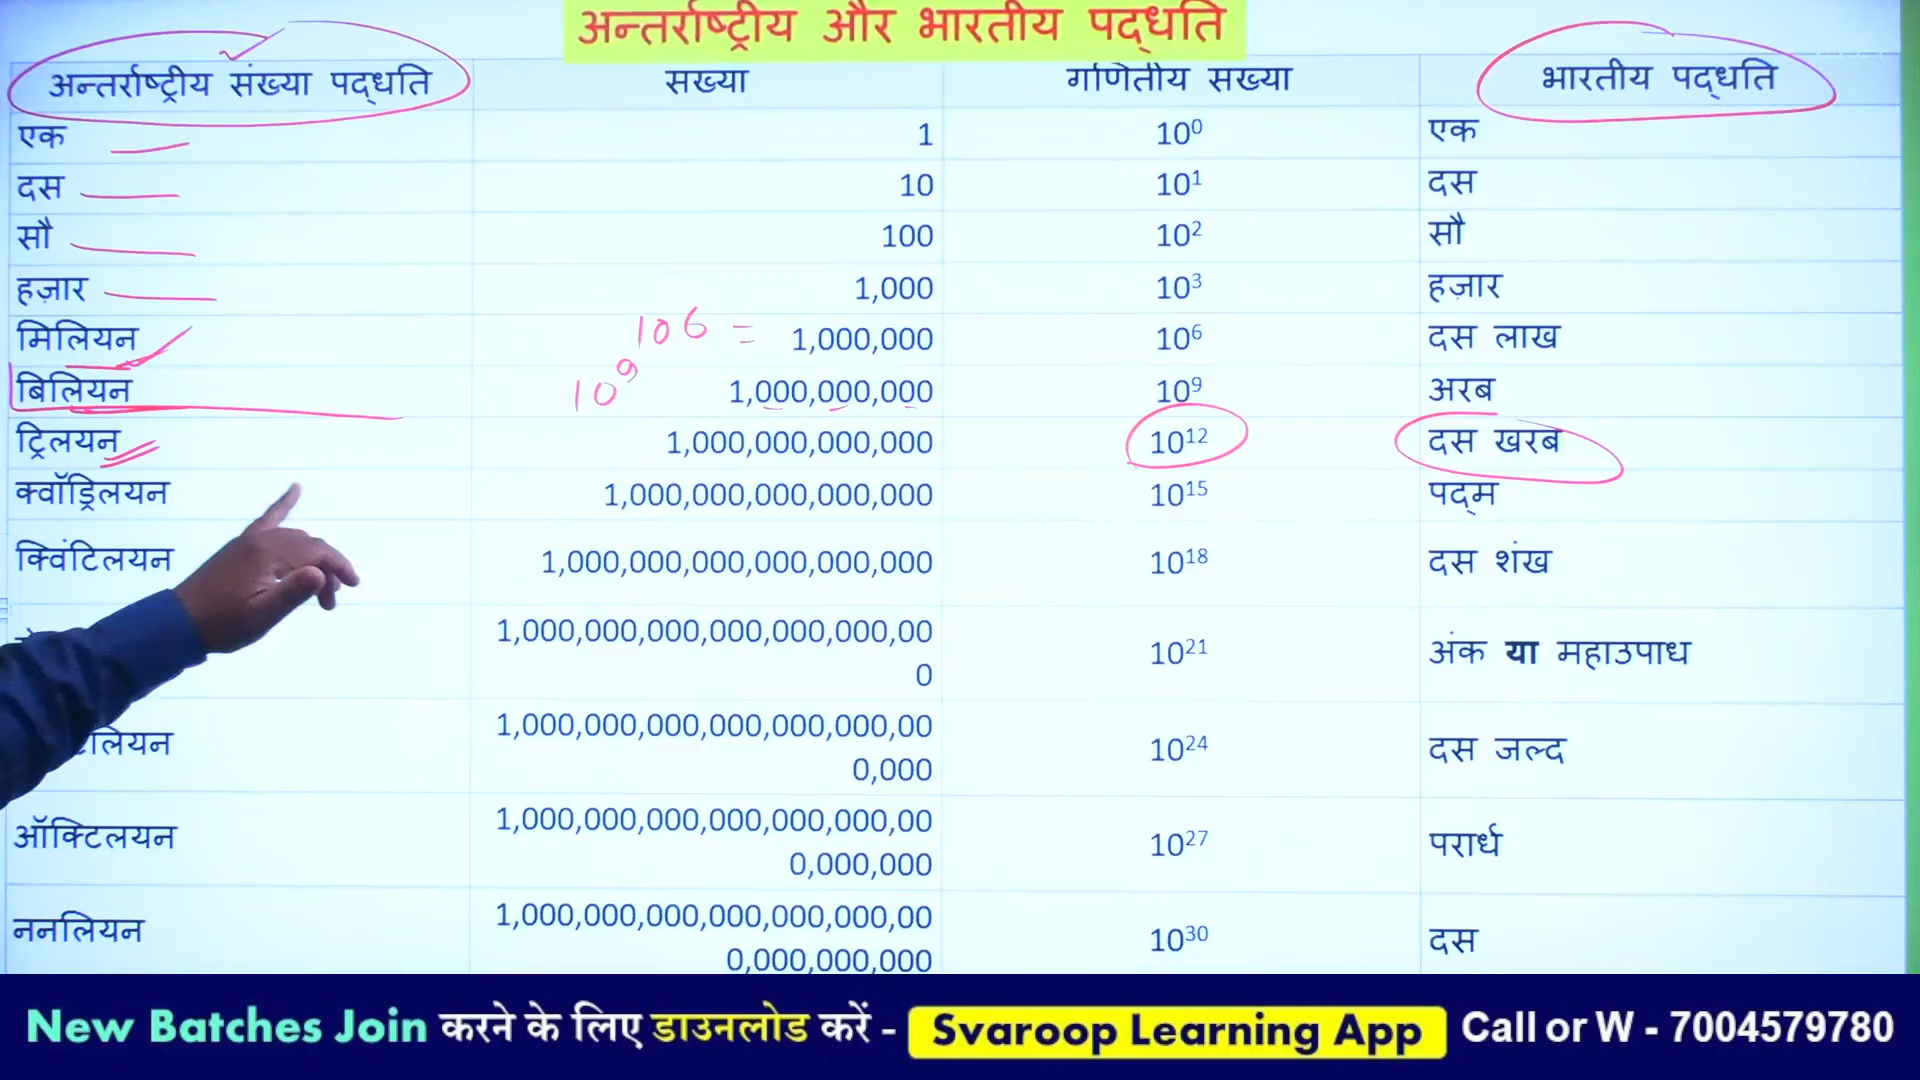 अन्तर्राष्ट्रीय और भारतीय पद्धति
अन्तर्राष्ट्रीय संख्या पद्धति सख्या गणितीय सख्या भारतीय पद्धति
एक 1 10⁰ एक
दस 10 10¹ दस
सौ 100 10² सौ
हज़ार 1,000 10³ हज़ार
मिलियन 106 = 1,000,000 10⁶ दस लाख
बिलियन 10⁹ 1,000,000,000 10⁹ अरब
ट्रिलयन 1,000,000,000,000 10¹² दस खरब
क्वॉड्रिलयन 1,000,000,000,000,000 10¹⁵ पद्म
क्विंटिलयन 1,000,000,000,000,000,000 10¹⁸ दस शंख
1,000,000,000,000,000,000,00
0 10²¹ अंक या महाउपाध
1,000,000,000,000,000,000,00
0,000 10²⁴ दस जल्द
ऑक्टिलयन 1,000,000,000,000,000,000,00
0,000,000 10²⁷ परार्ध
ननलियन 1,000,000,000,000,000,000,00
0,000,000,000 10³⁰ दस
New Batches Join करने के लिए डाउनलोड करें - Svaroop Learning App Call or W - 7004579780